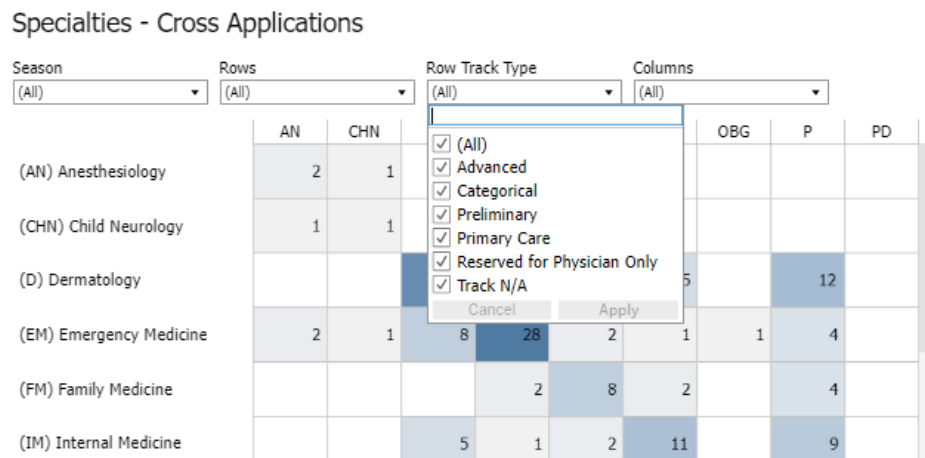 Specialties - Cross Applications
Season Rows Row Track Type Columns
(All) (All) (All) (All)
AN CHN OBG P PD
(All)
Advanced
Categorical
Preliminary
Primary Care
Reserved for Physician Only
Track N/A
Cancel Apply
(AN) Anesthesiology 2 1
(CHN) Child Neurology 1 1
(D) Dermatology 5 12
(EM) Emergency Medicine 2 1 8 28 2 1 1 4
(FM) Family Medicine 2 8 2 4
(IM) Internal Medicine 5 1 2 11 9